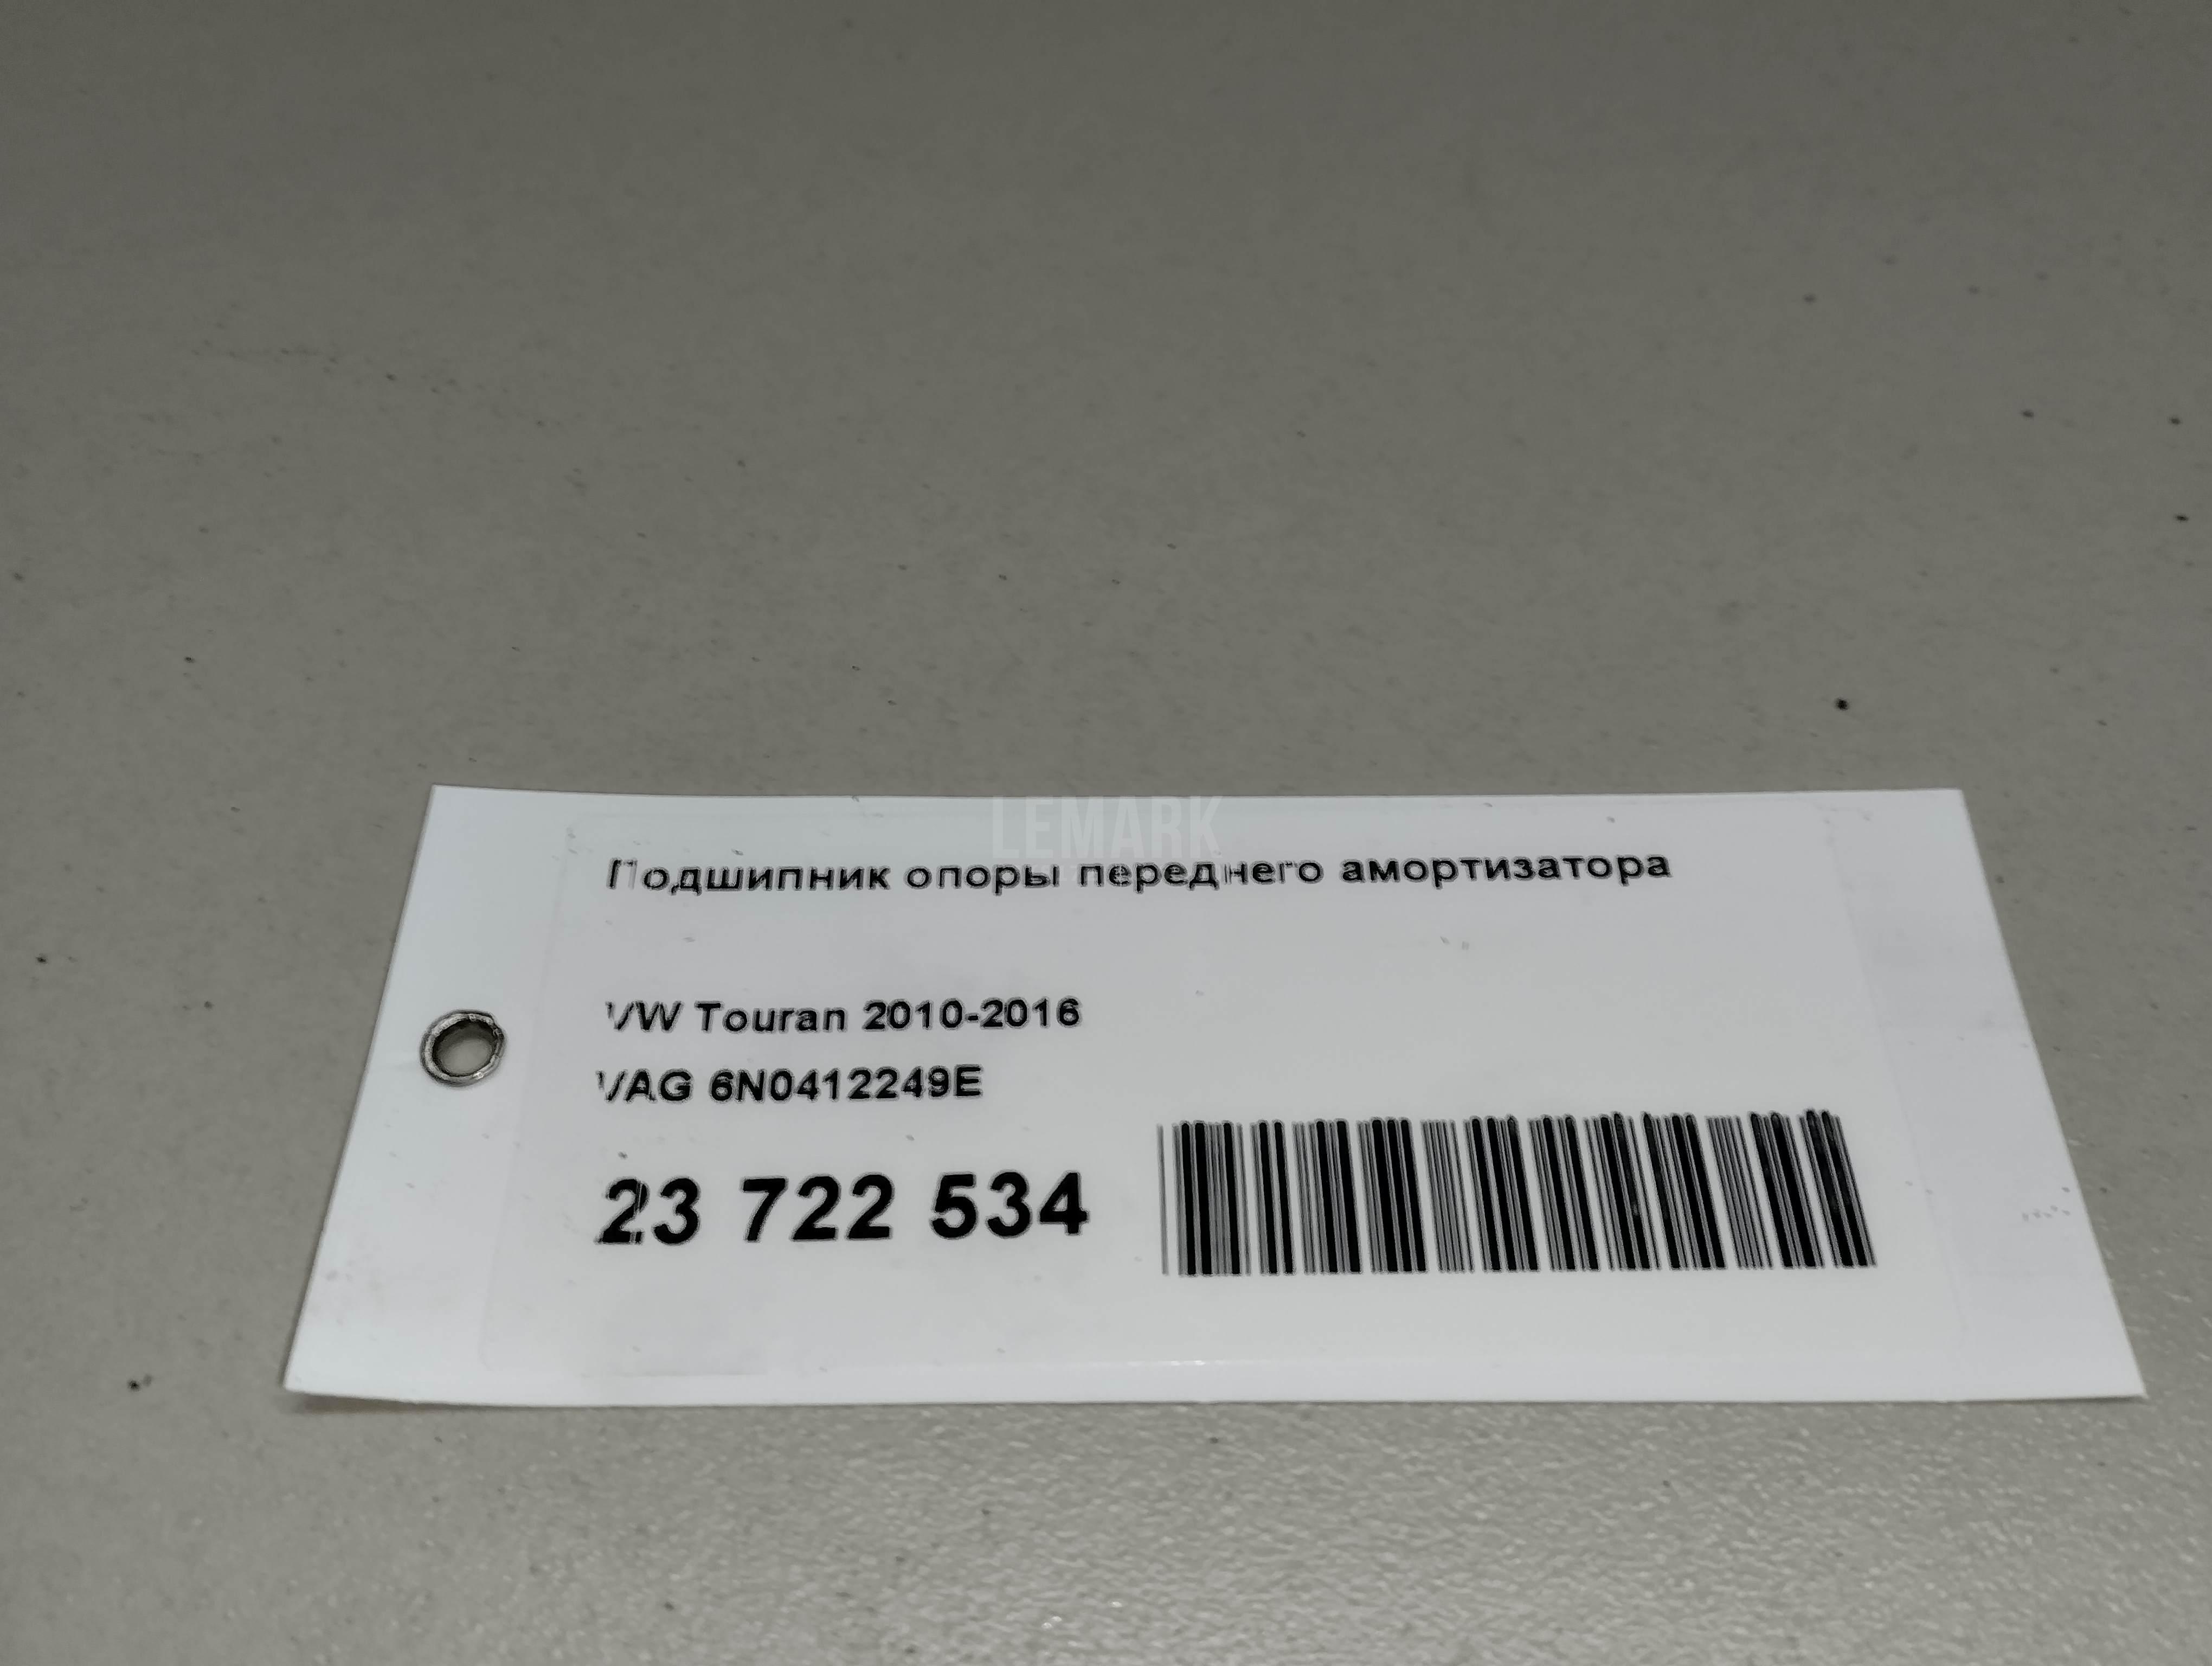 LEMARK
Подшипник опоры переднего амортизатора
VW Touran 2010-2016
VAG 6N0412249E
23 722 534